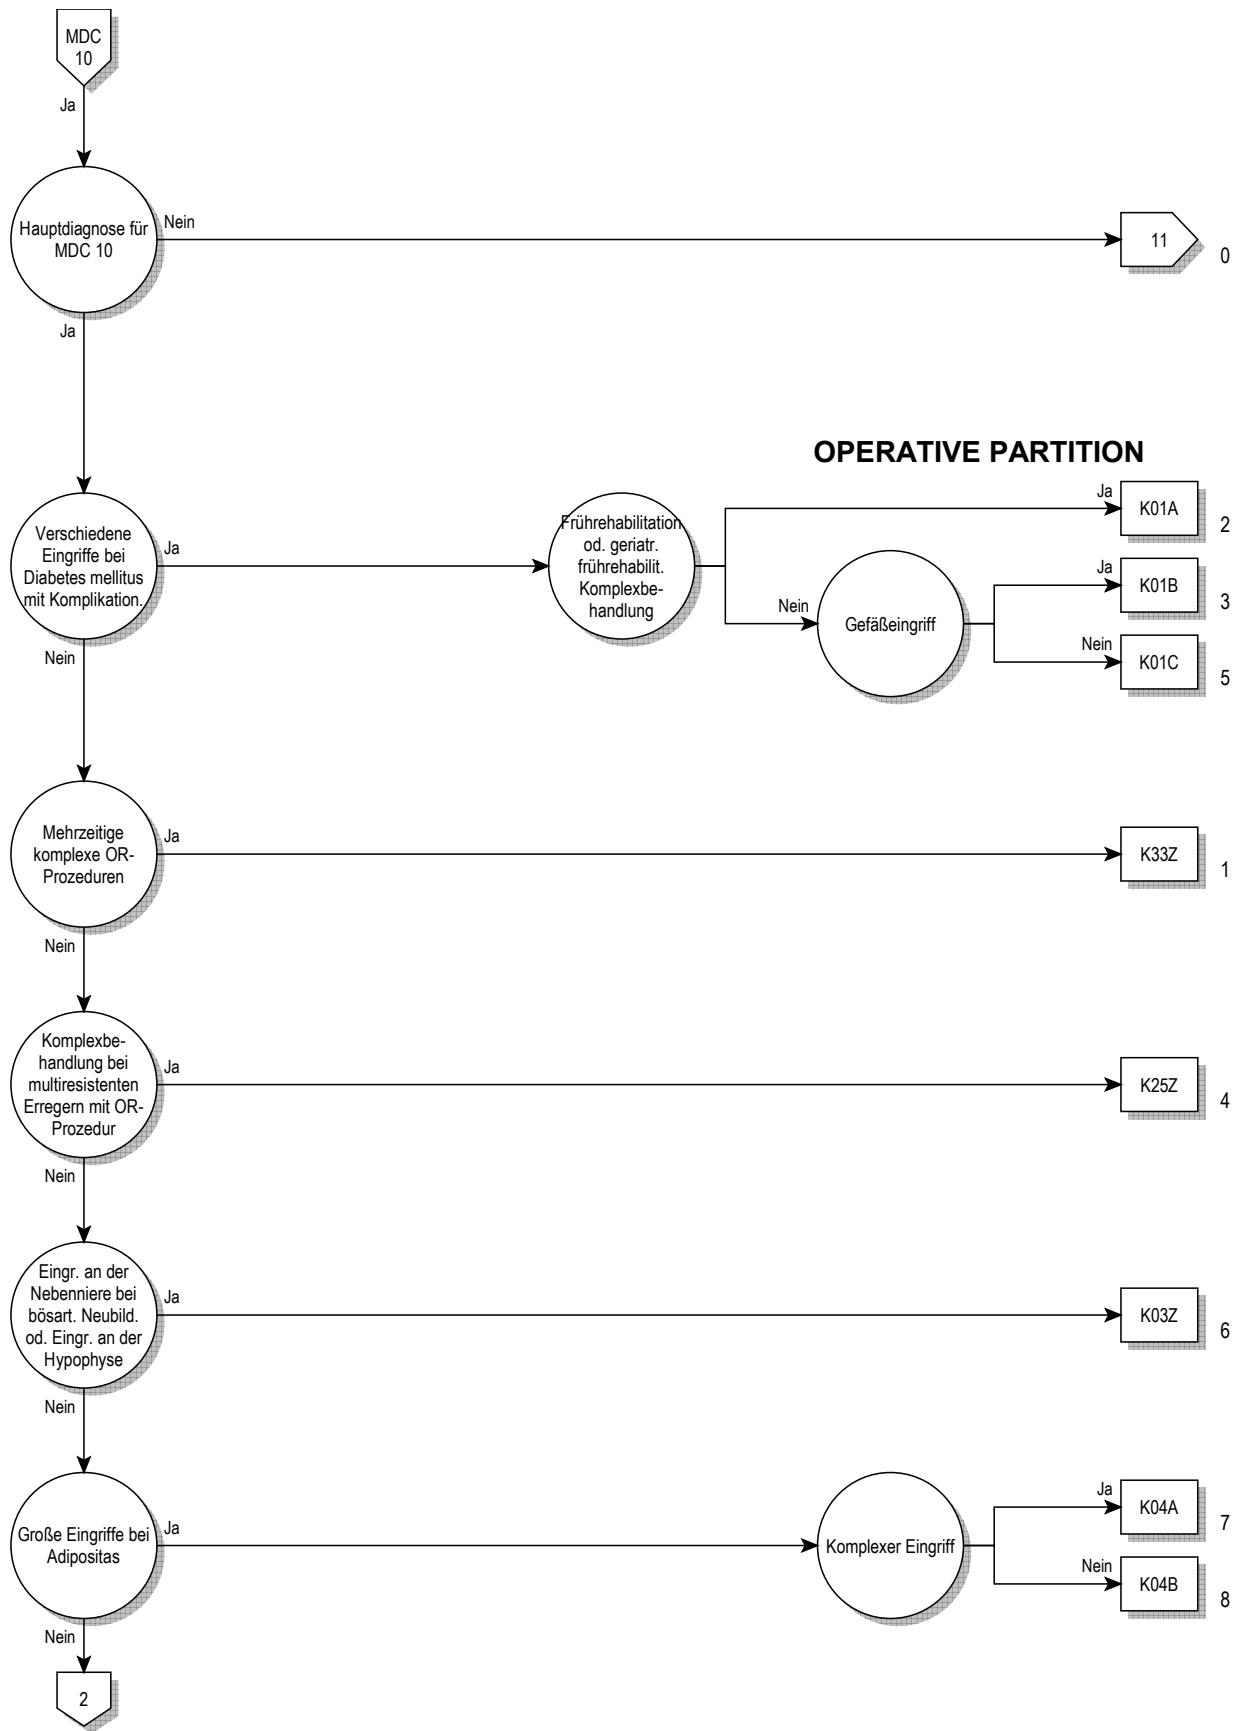 MDC
10
Ja
Hauptdiagnose für
MDC 10
Nein
11
0
Ja
OPERATIVE PARTITION
Verschiedene
Eingriffe bei
Diabetes mellitus
mit Komplikation.
Ja
Frührehabilitation
od. geriatr.
frührehabilit.
Komplexbe-
handlung
Ja
K01A
2
Nein
Gefäßeingriff
Ja
K01B
3
Nein
K01C
5
Nein
Mehrzeitige
komplexe OR-
Prozeduren
Ja
K33Z
1
Nein
Komplexbe-
handlung bei
multiresistenten
Erregern mit OR-
Prozedur
Ja
K25Z
4
Nein
Eingr. an der
Nebenniere bei
bösart. Neubild.
od. Eingr. an der
Hypophyse
Ja
K03Z
6
Nein
Große Eingriffe bei
Adipositas
Ja
Komplexer Eingriff
Ja
K04A
7
Nein
K04B
8
Nein
2